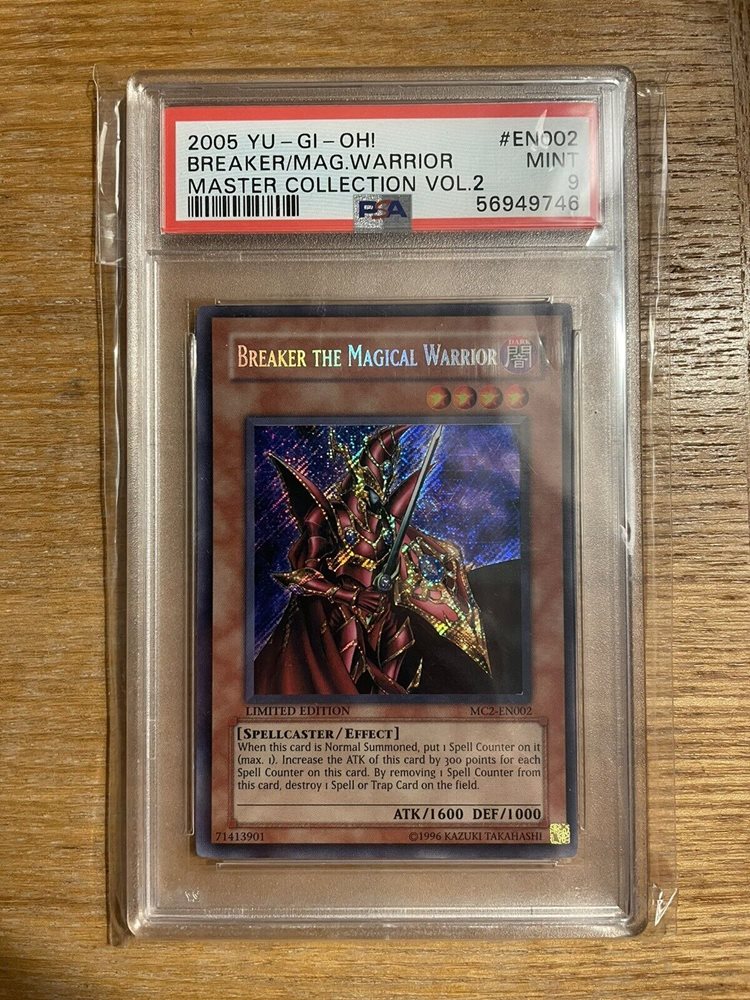 2005 YU-GI-OH! #EN002
BREAKER/MAG.WARRIOR MINT
MASTER COLLECTION VOL.2 9
PSA 56949746
BREAKER THE MAGICAL WARRIOR
DARK
闇
LIMITED EDITION MC2-EN002
[SPELLCASTER/EFFECT]
When this card is Normal Summoned, put 1 Spell Counter on it
(max. 1). Increase the ATK of this card by 300 points for each
Spell Counter on this card. By removing 1 Spell Counter from
this card, destroy 1 Spell or Trap Card on the field.
ATK/1600 DEF/1000
71413901 ©1996 KAZUKI TAKAHASHI